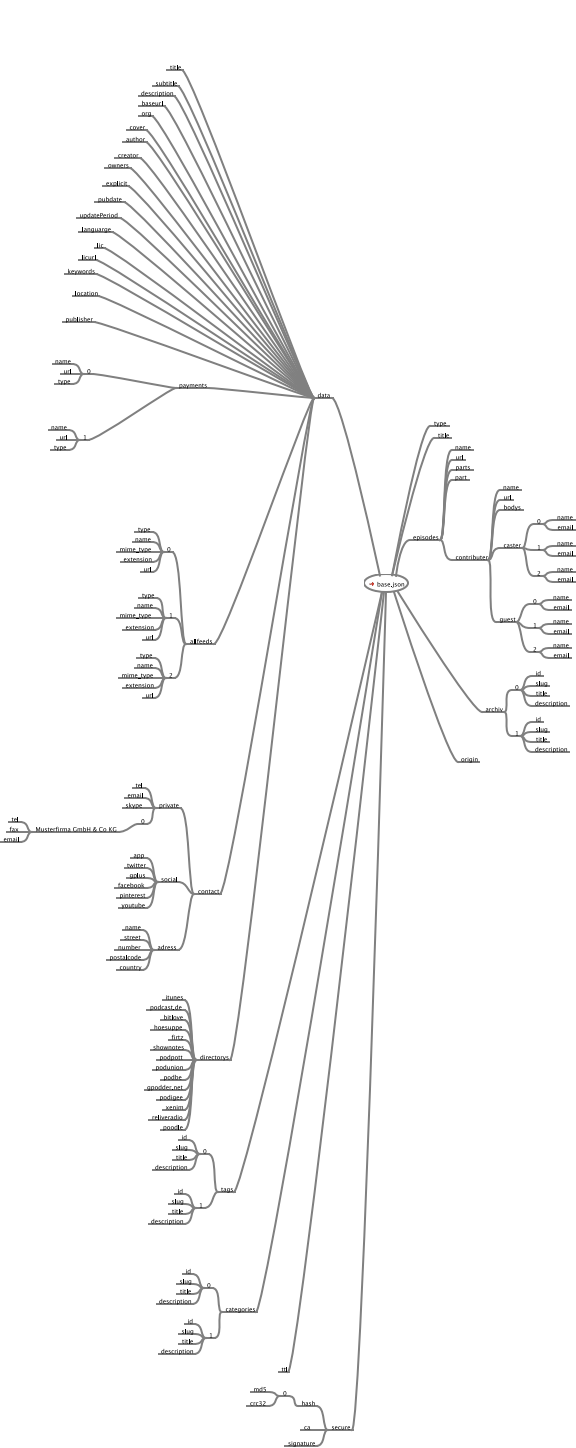 title
subtitle
description
baseurl
org
cover
author
creator
owners
explicit
pubdate
updatePeriod
languarge
lic
licurl
keywords
location
publisher
name
url
type
0
payments
name
url
type
1
data
type
name
mime_type
extension
url
0
type
name
mime_type
extension
url
1
type
name
mime_type
extension
url
2
allfeeds
tel
email
skype
private
0
Musterfirma GmbH & Co KG
tel
fax
email
app
twitter
gplus
facebook
pinterest
youtube
social
contact
name
street
number
postalcode
country
adress
itunes
podcast.de
bitlove
hoesuppe
firtz
shownotes
podpott
podunion
podbe
gpodder.net
podigee
xenim
reliveradio
poodle
directorys
id
slug
title
description
0
id
slug
title
description
1
tags
id
slug
title
description
0
id
slug
title
description
1
categories
ttl
md5
crc32
0
hash
ca
signature
secure
base.json
type
title
episodes
name
url
parts
part
contributer
name
url
bodys
caster
0
name
email
1
name
email
2
name
email
guest
0
name
email
1
name
email
2
name
email
archiv
0
id
slug
title
description
1
id
slug
title
description
origin